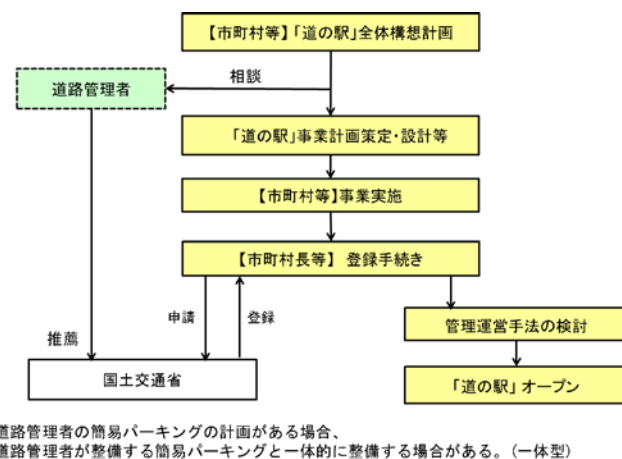 【市町村等】「道の駅」全体構想計画
相談
道路管理者
「道の駅」事業計画策定・設計等
【市町村等】事業実施
【市町村長等】 登録手続き
申請
登録
推薦
管理運営手法の検討
国土交通省
「道の駅」 オープン
道路管理者の簡易パーキングの計画がある場合、
道路管理者が整備する簡易パーキングと一体的に整備する場合がある。(一体型)